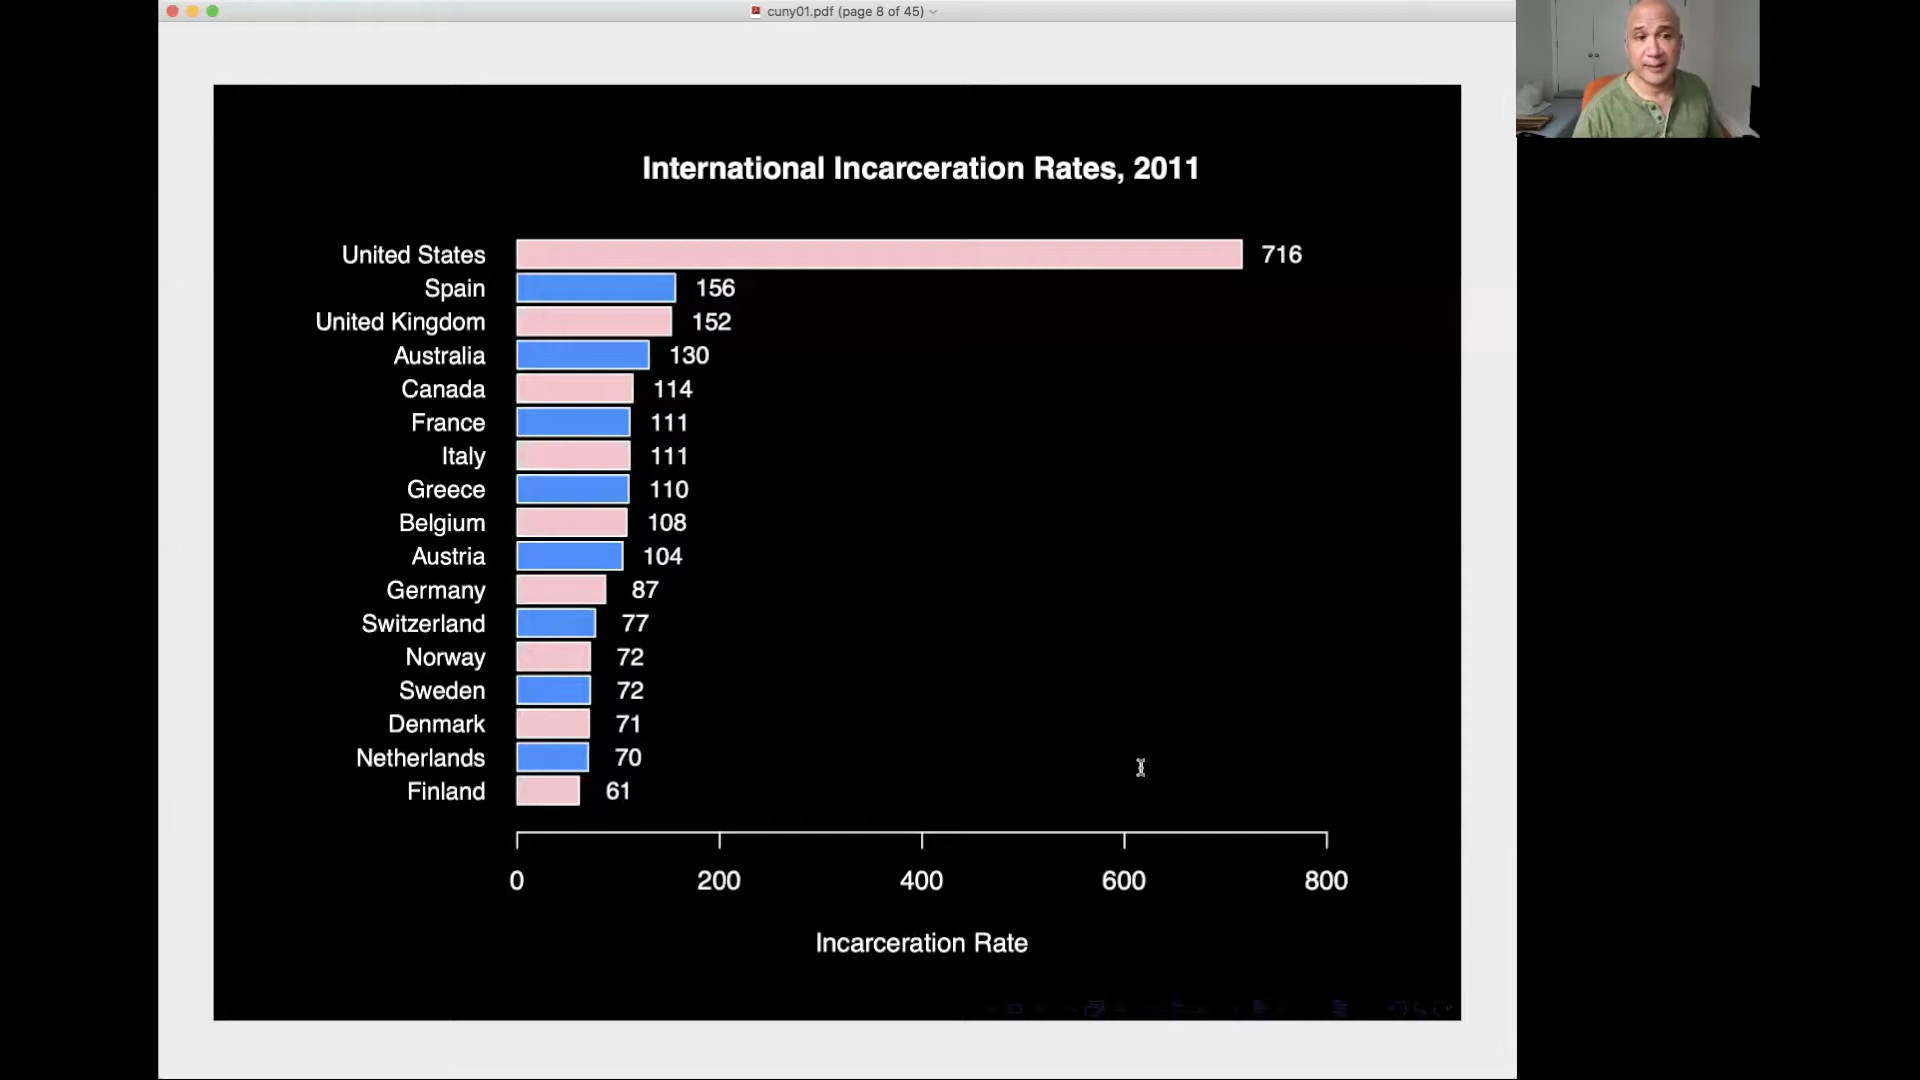 cuny01.pdf (page 8 of 45)
International Incarceration Rates, 2011
United States 716
Spain 156
United Kingdom 152
Australia 130
Canada 114
France 111
Italy 111
Greece 110
Belgium 108
Austria 104
Germany 87
Switzerland 77
Norway 72
Sweden 72
Denmark 71
Netherlands 70
Finland 61
0 200 400 600 800
Incarceration Rate